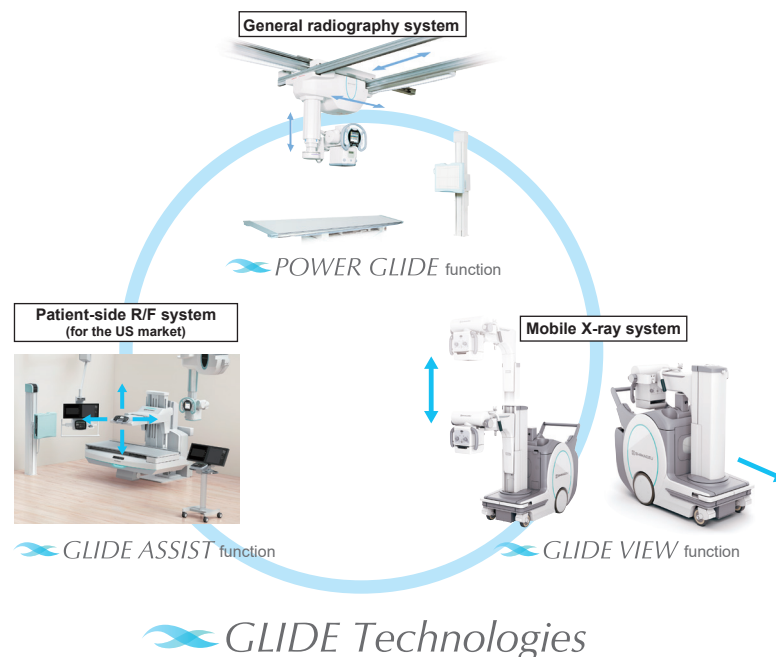 General radiography system
POWER GLIDE function
Patient-side R/F system
(for the US market)
Mobile X-ray system
GLIDE ASSIST function
GLIDE VIEW function
GLIDE Technologies